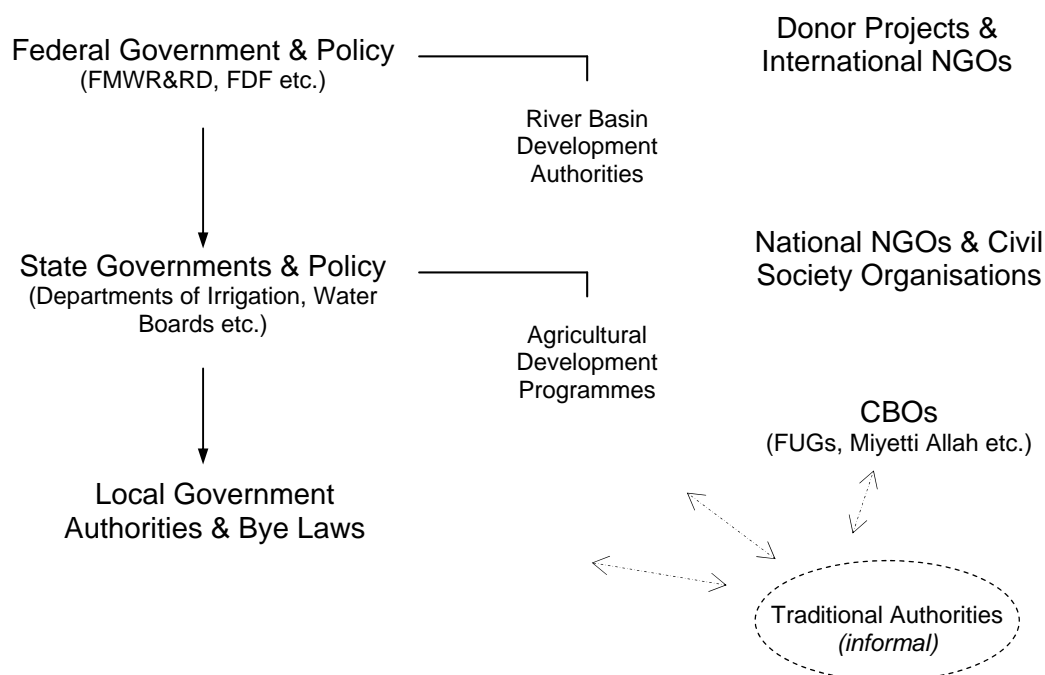 Federal Government & Policy
(FMWR&RD, FDF etc.)
River Basin
Development
Authorities
Donor Projects &
International NGOs
State Governments & Policy
(Departments of Irrigation, Water
Boards etc.)
Agricultural
Development
Programmes
National NGOs & Civil
Society Organisations
CBOs
(FUGs, Miyetti Allah etc.)
Local Government
Authorities & Bye Laws
Traditional Authorities
(informal)